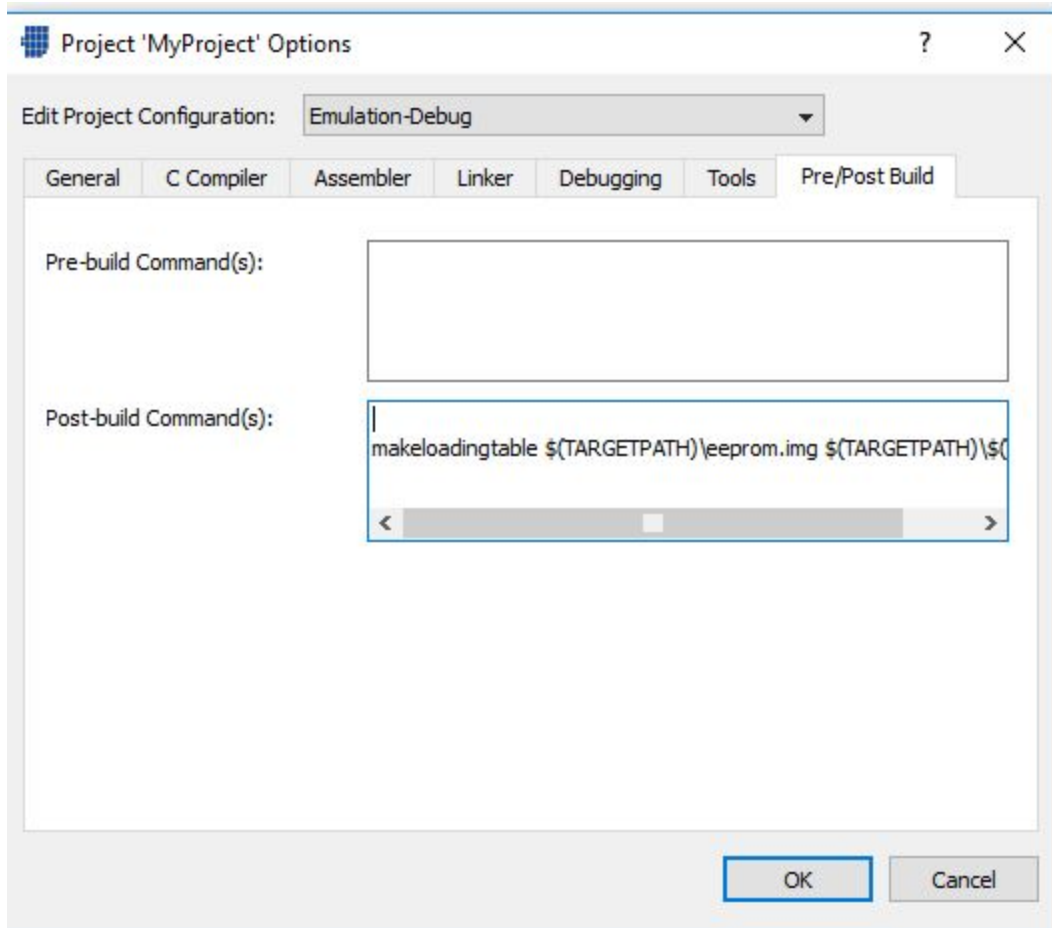 Project 'MyProject' Options
?
Edit Project Configuration: Emulation-Debug
General C Compiler Assembler Linker Debugging Tools Pre/Post Build
Pre-build Command(s):
Post-build Command(s):
makeloadingtable $(TARGETPATH)\eeprom.img $(TARGETPATH)\$(
OK Cancel